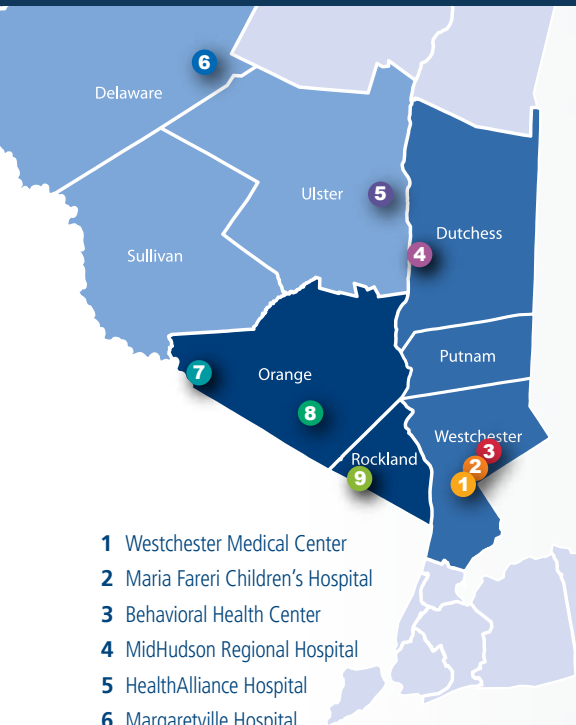 6
Delaware
Ulster
5
Dutchess
4
Sullivan
Putnam
7
Orange
8
Westchester
3
Rockland
2
9
1
1 Westchester Medical Center
2 Maria Fareri Children's Hospital
3 Behavioral Health Center
4 MidHudson Regional Hospital
5 HealthAlliance Hospital
6 Margaretville Hospital